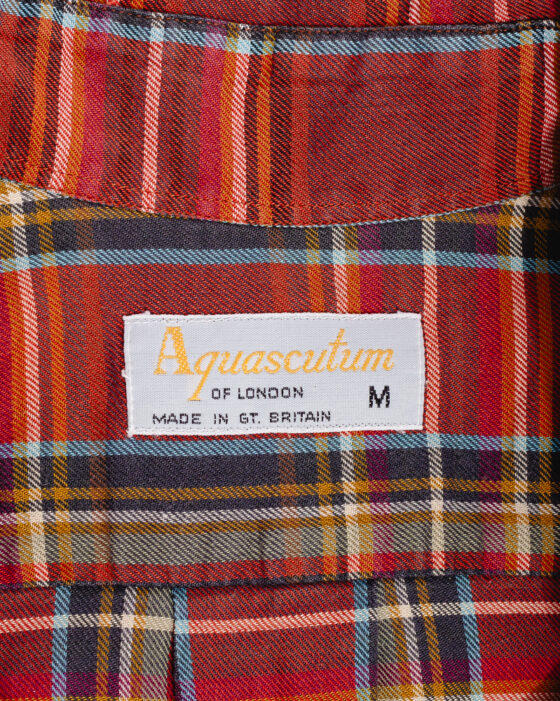 Aquascutum
OF LONDON
M
MADE IN GT. BRITAIN